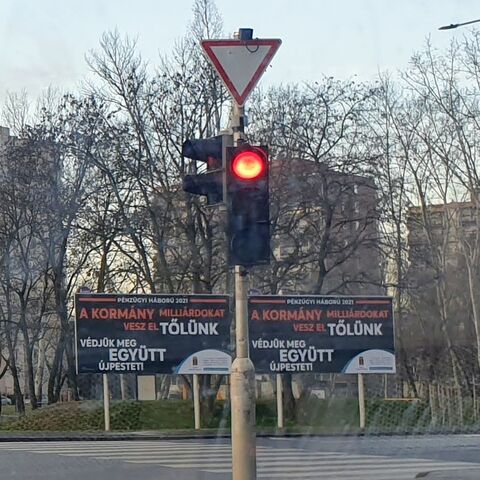 PÉNZÜGYI HÁBORÚ 2021
A KORMÁNY MILLIÁRDOKAT
VESZ EL TŐLÜNK
VÉDJÜK MEG
EGYÜTT
ÚJPESTET!
PÉNZÜGYI HÁBORÚ 2021
A KORMÁNY MILLIÁRDOKAT
VESZ EL TŐLÜNK
VÉDJÜK MEG
EGYÜTT
ÚJPESTET!